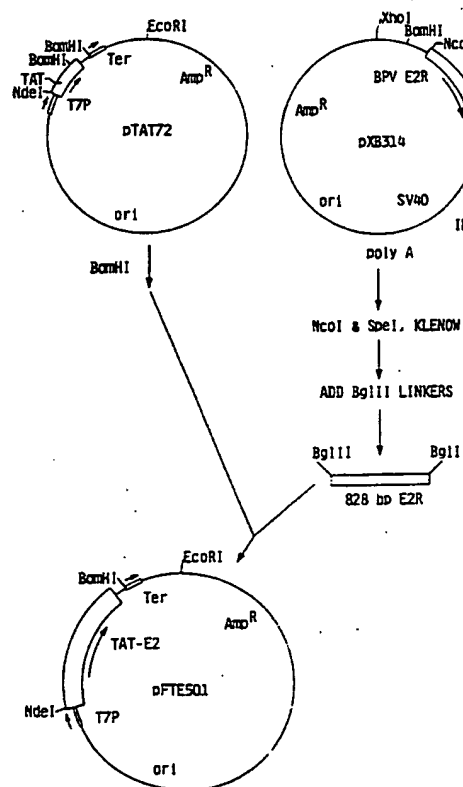 EcoRI
BamHI
BamHI
TAT
NdeI
Ter
T7P
AmpR
pTAT72
ori
BamHI
XhoI
BamHI
BPV E2R
AmpR
pXB314
ori
SV40
poly A
NcoI & SpeI, KLENOW
ADD BglII LINKERS
BglII
828 bp E2R
EcoRI
BamHI
Ter
AmpR
TAT-E2
pFTE501
NdeI
T7P
ori